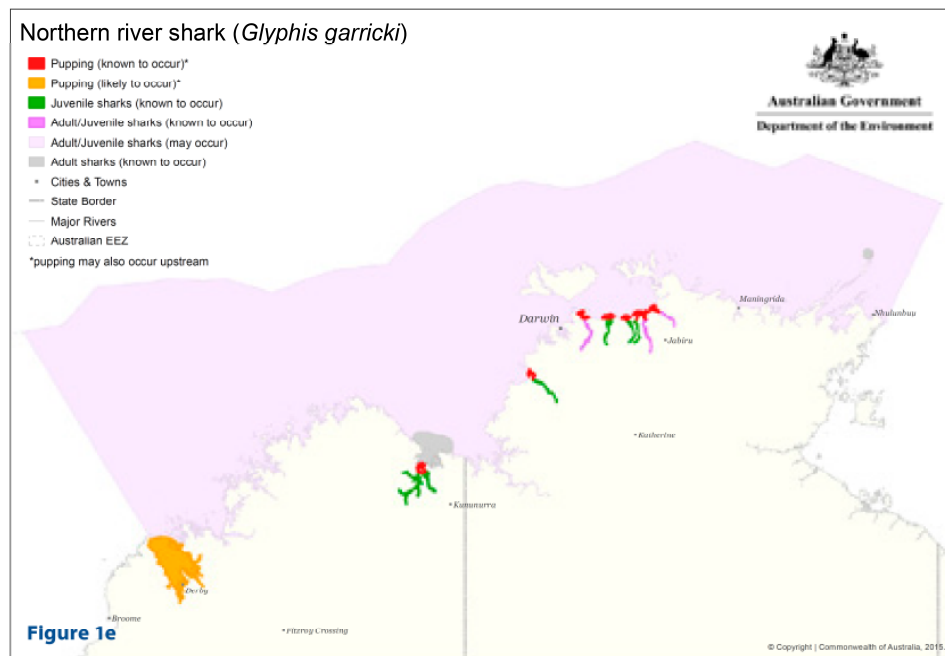 Northern river shark (Glyphis garricki)
Pupping (known to occur)*
Pupping (likely to occur)*
Juvenile sharks (known to occur)
Adult/Juvenile sharks (known to occur)
Adult/Juvenile sharks (may occur)
Adult sharks (known to occur)
Cities & Towns
State Border
Major Rivers
Australian EEZ
*pupping may also occur upstream
Australian Government
Department of the Environment
Maningrida
Nhulunbuy
Darwin
Jabiru
Katherine
Kununurra
Derby
Broome
Fitzroy Crossing
Figure 1e
© Copyright | Commonwealth of Australia, 2015.